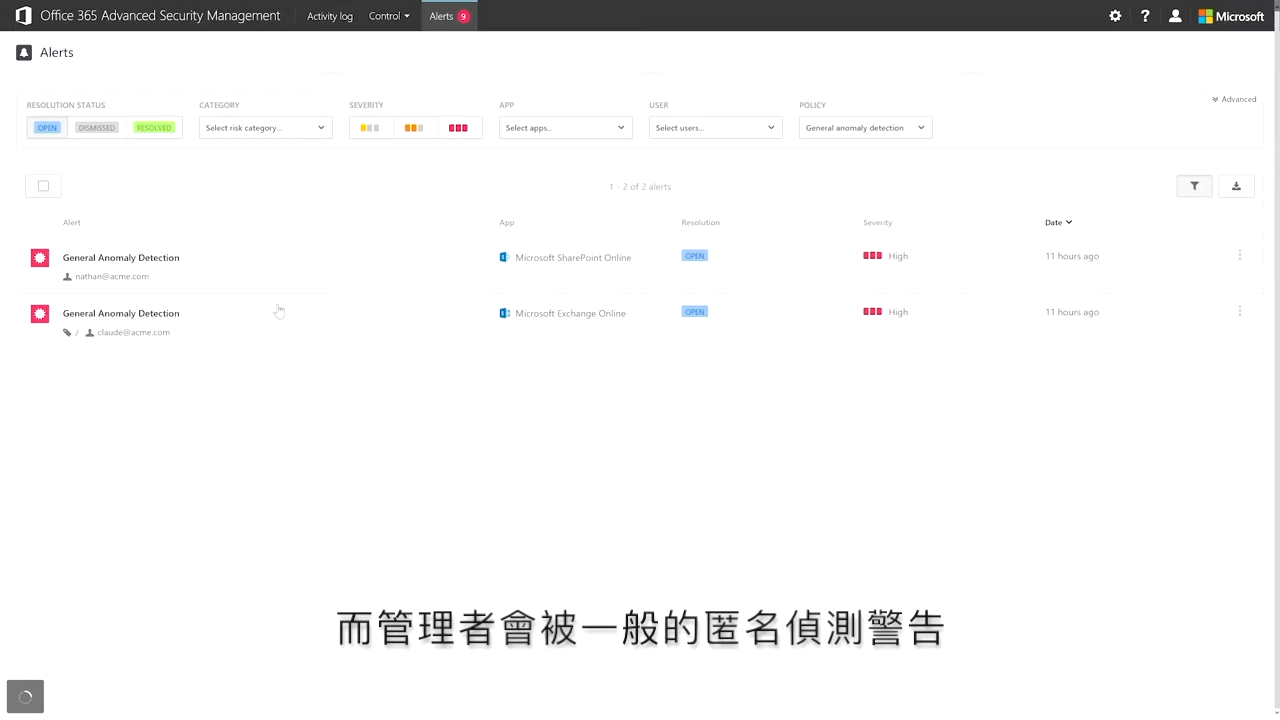 Office 365 Advanced Security Management Activity log Control Alerts 9 Microsoft
Alerts
RESOLUTION STATUS CATEGORY SEVERITY APP USER POLICY Advanced
OPEN DISMISSED RESOLVED Select risk category... Select apps... Select users... General anomaly detection
1 - 2 of 2 alerts
Alert App Resolution Severity Date
General Anomaly Detection Microsoft SharePoint Online OPEN High 11 hours ago
nathan@acme.com
General Anomaly Detection Microsoft Exchange Online OPEN High 11 hours ago
/ claude@acme.com
而管理者會被一般的匿名偵測警告